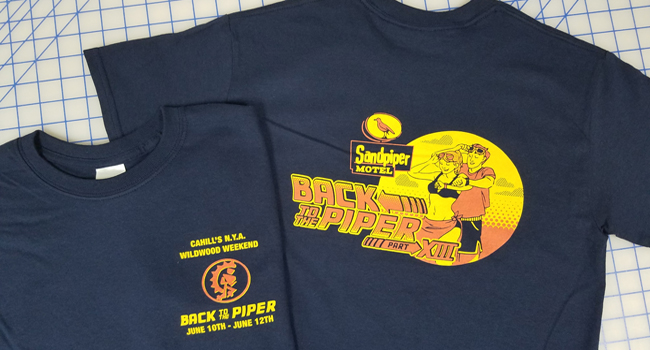 Sandpiper
MOTEL
BACK
TO THE PIPER
PART XIII
CAHILL'S N.Y.A.
WILDWOOD WEEKEND
BACK TO THE PIPER
JUNE 10TH - JUNE 12TH